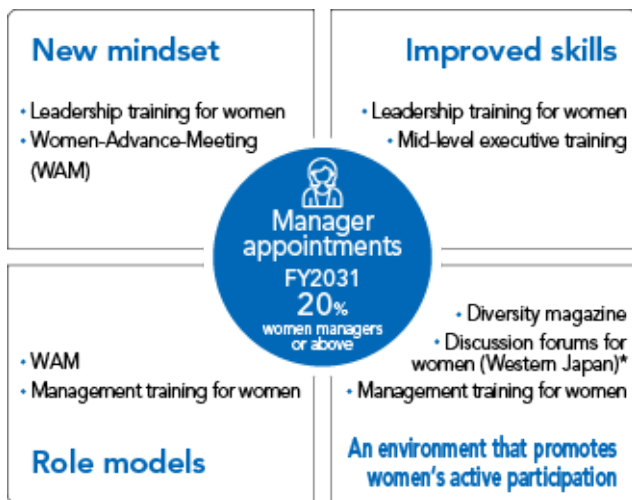 New mindset
• Leadership training for women
• Women-Advance-Meeting
(WAM)
Improved skills
• Leadership training for women
• Mid-level executive training
Manager
appointments
FY2031
20%
women managers
or above
• WAM
• Management training for women
Role models
• Diversity magazine
• Discussion forums for
women (Western Japan)*
• Management training for women
An environment that promotes
women's active participation